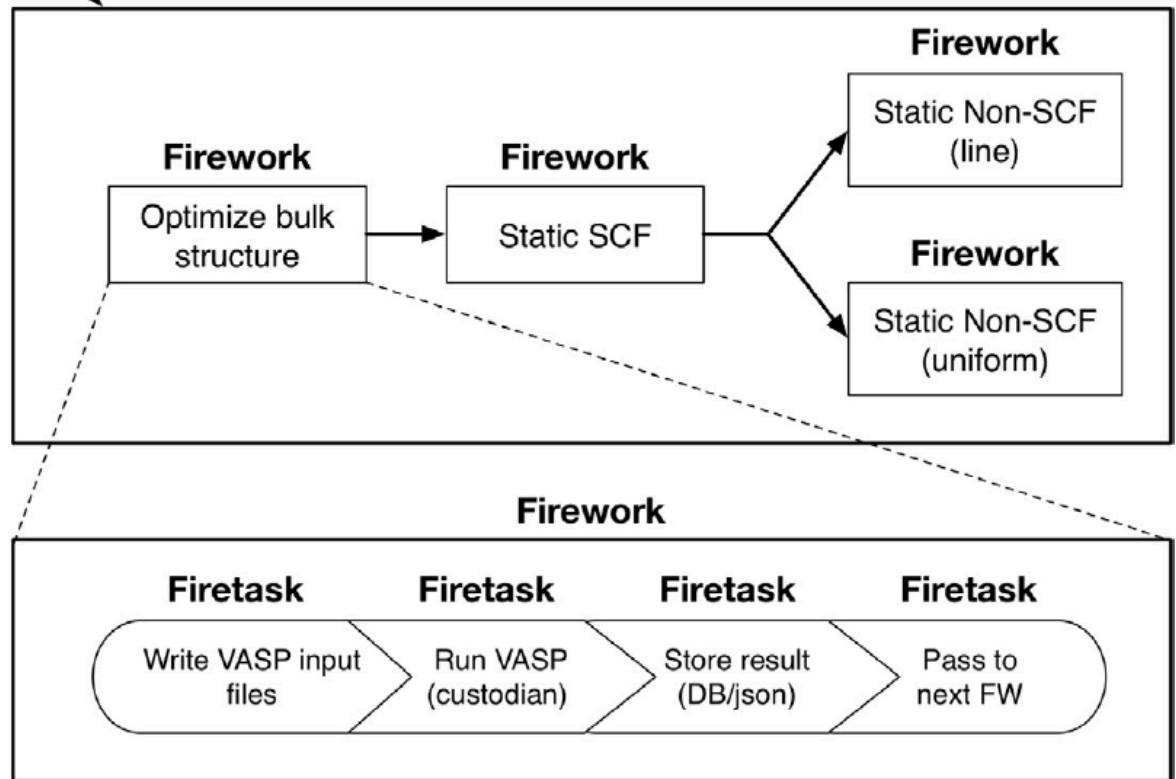 Firework
Static Non-SCF
(line)
Firework
Optimize bulk
structure
Firework
Static SCF
Firework
Static Non-SCF
(uniform)
Firework
Firetask
Write VASP input
files
Firetask
Run VASP
(custodian)
Firetask
Store result
(DB/json)
Firetask
Pass to
next FW